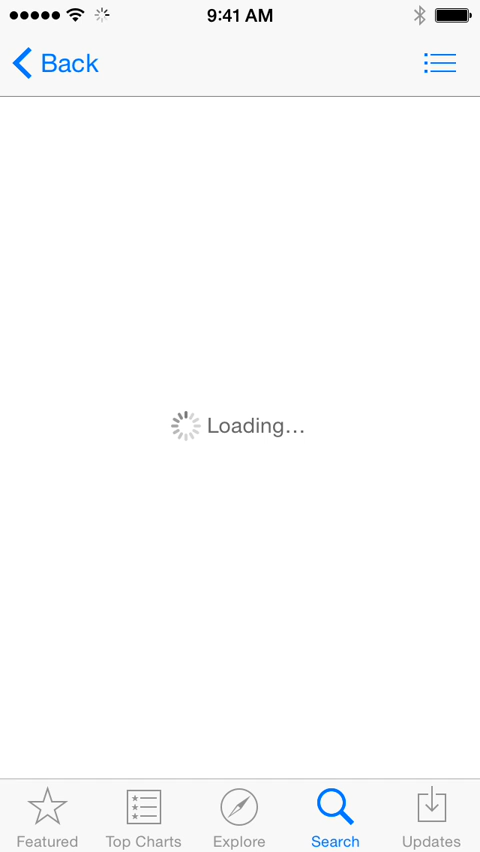 9:41 AM
Back
Loading...
Featured
Top Charts
Explore
Search
Updates